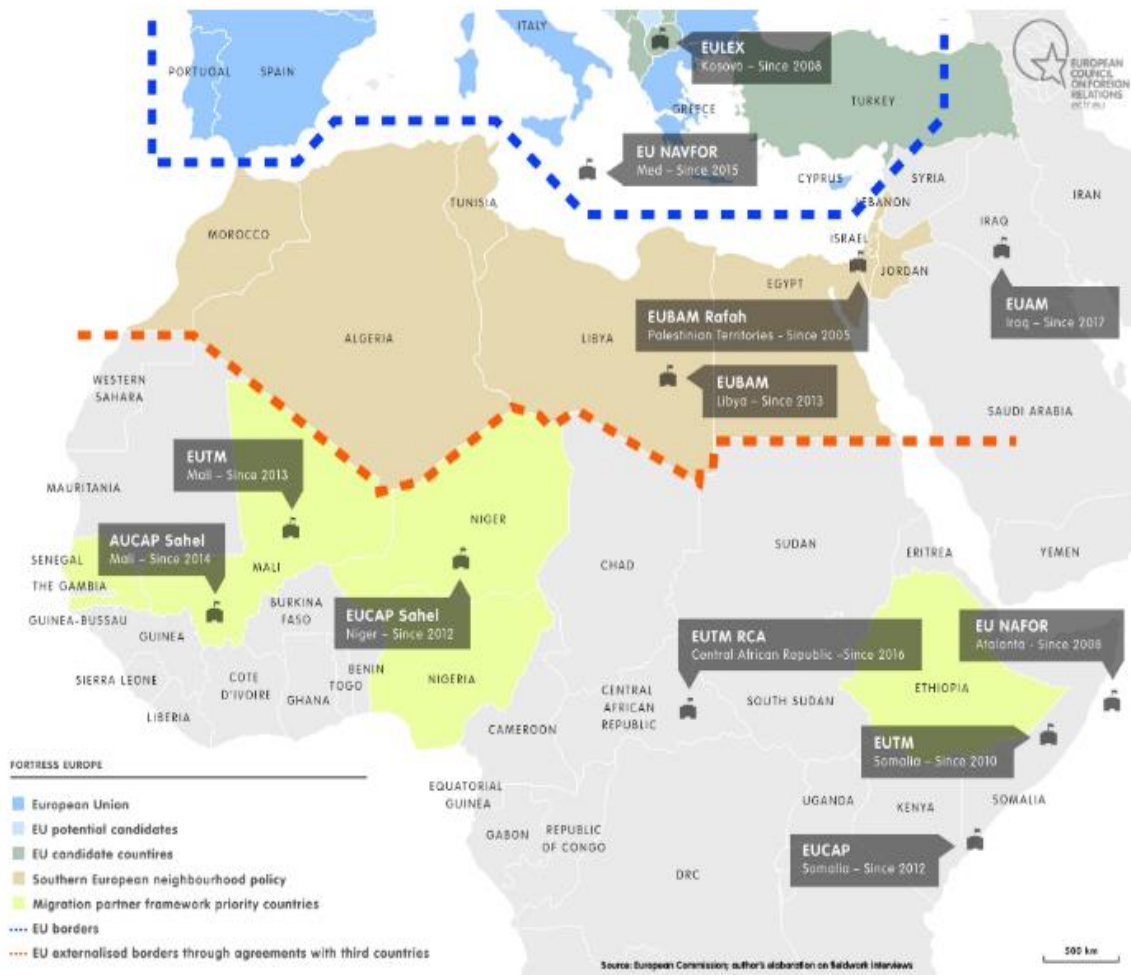 ITALY
EULEX
Kosovo – Since 2008
EUROPEAN
COUNCIL
ON FOREIGN
RELATIONS
ecfr.eu
PORTUGAL
SPAIN
GREECE
TURKEY
EU NAVFOR
Med – Since 2015
CYPRUS
SYRIA
LEBANON
IRAQ
IRAN
TUNISIA
MOROCCO
ISRAEL
JORDAN
EGYPT
EUBAM Rafah
Palestinian Territories - Since 2005
EUAM
Iraq – Since 2017
ALGERIA
LIBYA
EUBAM
Libya – Since 2013
WESTERN
SAHARA
SAUDI ARABIA
EUTM
Mali – Since 2013
MAURITANIA
NIGER
AUCAP Sahel
Mali – Since 2014
SENEGAL
THE GAMBIA
GUINEA-BUSSAU
MALI
BURKINA
FASO
GUINEA
EUCAP Sahel
Niger – Since 2012
CHAD
SUDAN
ERITREA
YEMEN
EUTM RCA
Central African Republic –Since 2016
EU NAFOR
Atalanta – Since 2008
SIERRA LEONE
LIBERIA
COTE
D'IVOIRE
GHANA
TOGO
BENIN
NIGERIA
CAMEROON
CENTRAL
AFRICAN
REPUBLIC
SOUTH SUDAN
ETHIOPIA
EUTM
Somalia – Since 2010
EQUATORIAL
GUINEA
GABON
REPUBLIC
OF CONGO
DRC
UGANDA
KENYA
SOMALIA
EUCAP
Somalia – Since 2012
FORTRESS EUROPE
European Union
EU potential candidates
EU candidate countires
Southern European neighbourhood policy
Migration partner framework priority countries
EU borders
EU externalised borders through agreements with third countries
500 km
Source: European Commission; author's elaboration on fieldwork interviews